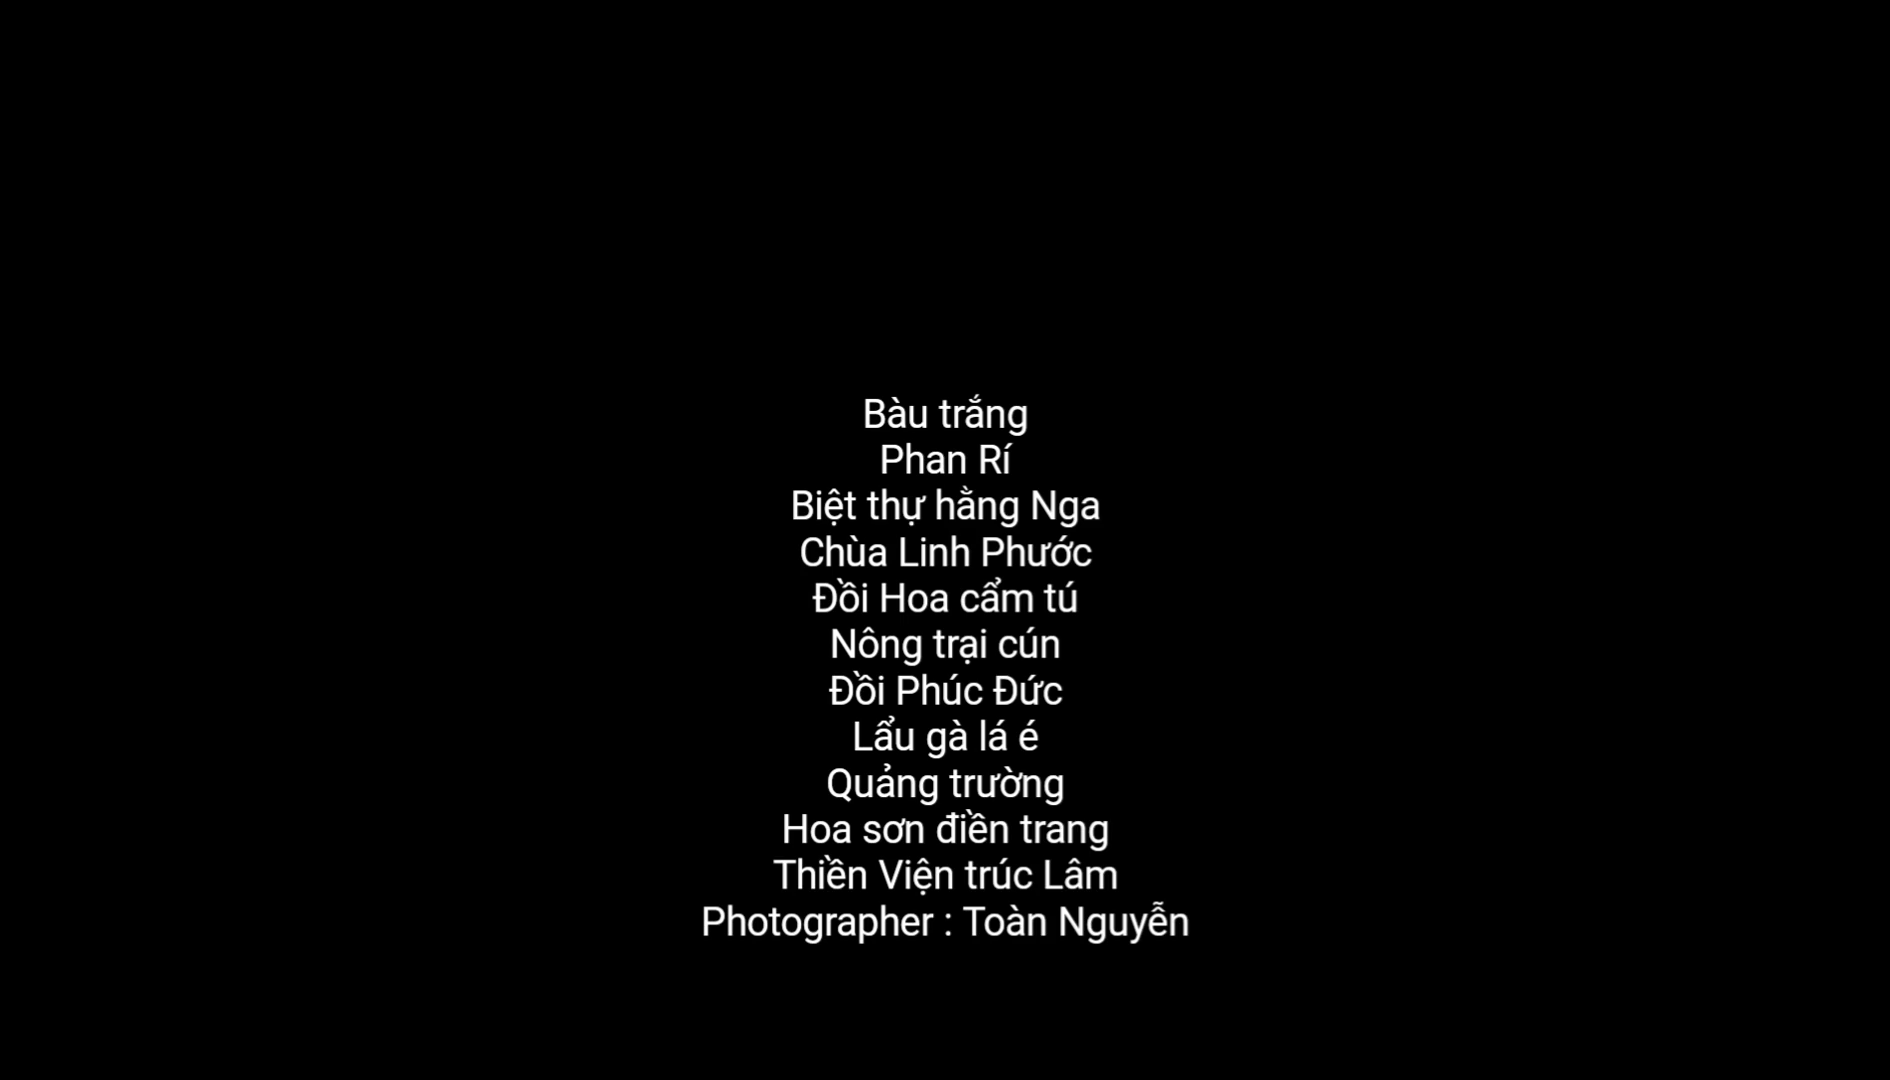 Bàu trắng
Phan Rí
Biệt thự hằng Nga
Chùa Linh Phước
Đồi Hoa cẩm tú
Nông trại cún
Đồi Phúc Đức
Lẩu gà lá é
Quảng trường
Hoa sơn điền trang
Thiền Viện trúc Lâm
Photographer : Toàn Nguyễn